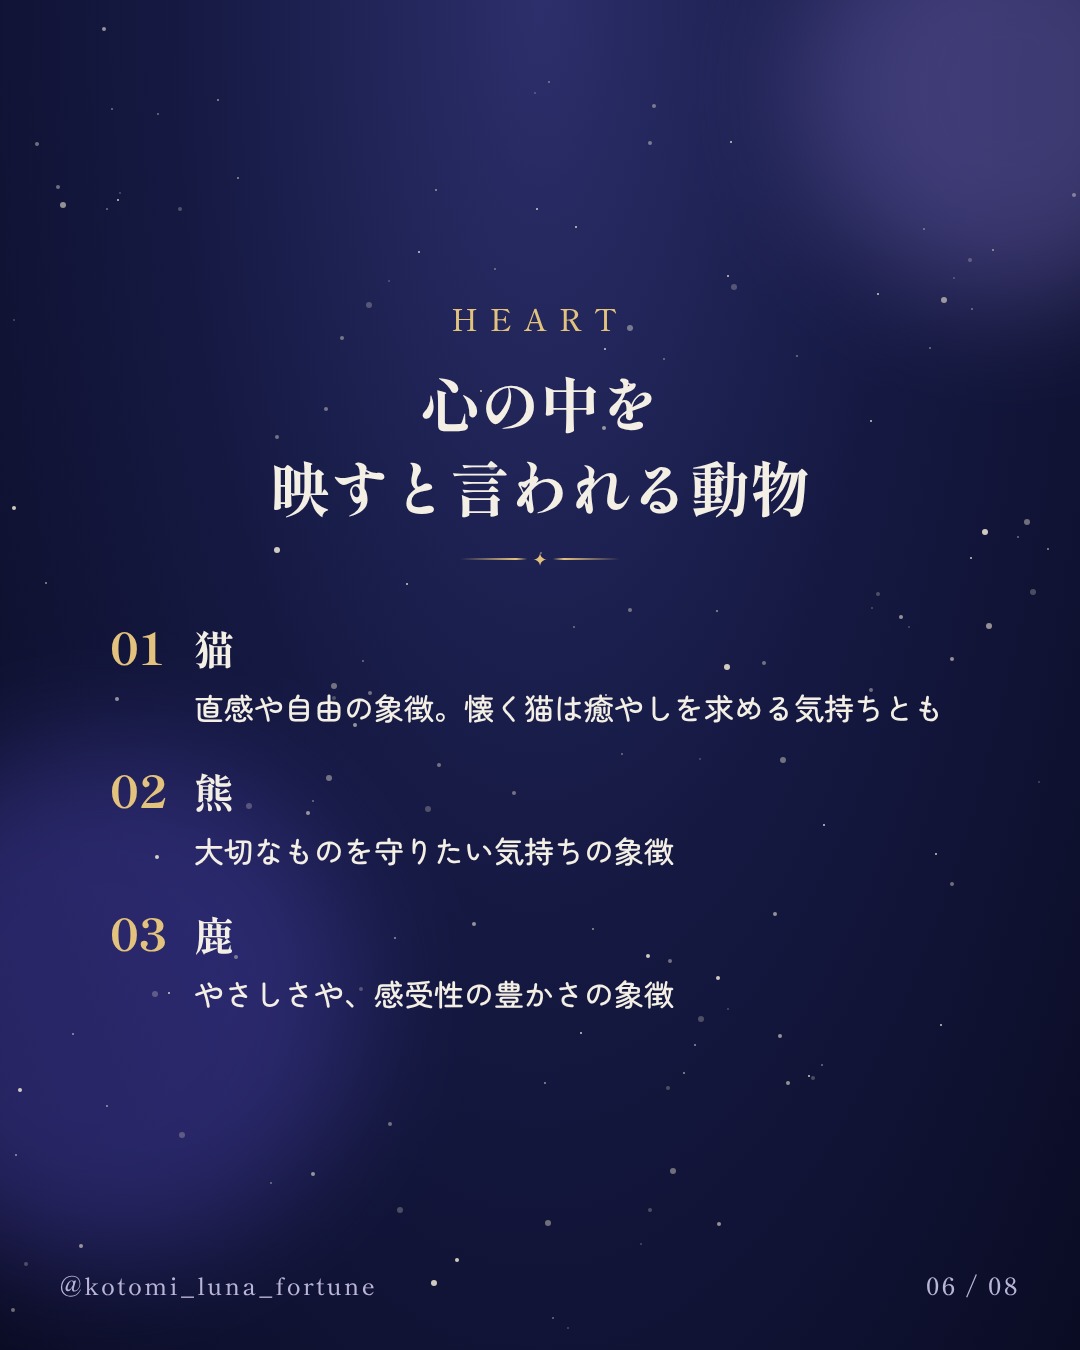 HEART
心の中を
映すと言われる動物
01 猫
直感や自由の象徴。懐く猫は癒やしを求める気持ちとも
02 熊
大切なものを守りたい気持ちの象徴
03 鹿
やさしさや、感受性の豊かさの象徴
@kotomi_luna_fortune
06 / 08